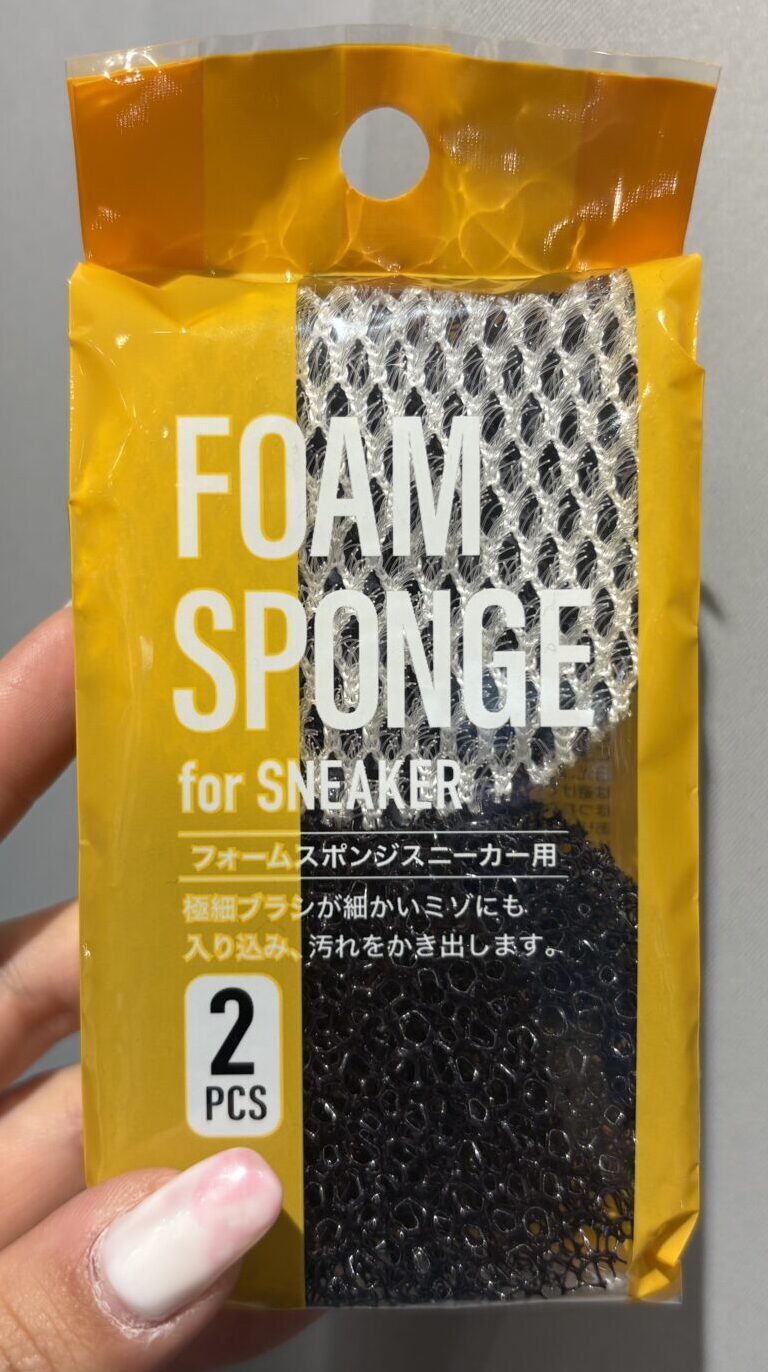 FOAM
SPONGE
for SNEAKER
フォームスポンジスニーカー用
極細ブラシが細かいミゾにも
入り込み、汚れをかき出します。
2
PCS